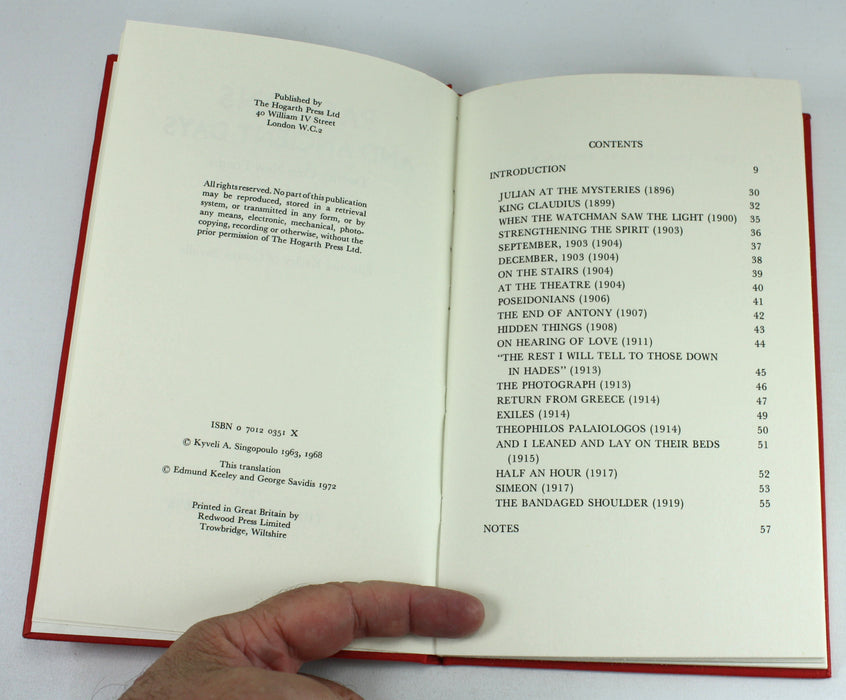 Published by
The Hogarth Press Ltd
40 William IV Street
London W.C.2
All rights reserved. No part of this publication
may be reproduced, stored in a retrieval
system, or transmitted in any form, or by
any means, electronic, mechanical, photo-
copying, recording or otherwise, without the
prior permission of The Hogarth Press Ltd.
ISBN 0 7012 0351 X
© Kyveli A. Singopoulo 1963, 1968
This translation
© Edmund Keeley and George Savidis 1972
Printed in Great Britain by
Redwood Press Limited
Trowbridge, Wiltshire
CONTENTS
INTRODUCTION 9
JULIAN AT THE MYSTERIES (1896) 30
KING CLAUDIUS (1899) 32
WHEN THE WATCHMAN SAW THE LIGHT (1900) 35
STRENGTHENING THE SPIRIT (1903) 36
SEPTEMBER, 1903 (1904) 37
DECEMBER, 1903 (1904) 38
ON THE STAIRS (1904) 39
AT THE THEATRE (1904) 40
POSEIDONIANS (1906) 41
THE END OF ANTONY (1907) 42
HIDDEN THINGS (1908) 43
ON HEARING OF LOVE (1911) 44
"THE REST I WILL TELL TO THOSE DOWN
IN HADES" (1913) 45
THE PHOTOGRAPH (1913) 46
RETURN FROM GREECE (1914) 47
EXILES (1914) 49
THEOPHILOS PALAIOLOGOS (1914) 50
AND I LEANED AND LAY ON THEIR BEDS 51
(1915)
HALF AN HOUR (1917) 52
SIMEON (1917) 53
THE BANDAGED SHOULDER (1919) 55
NOTES 57